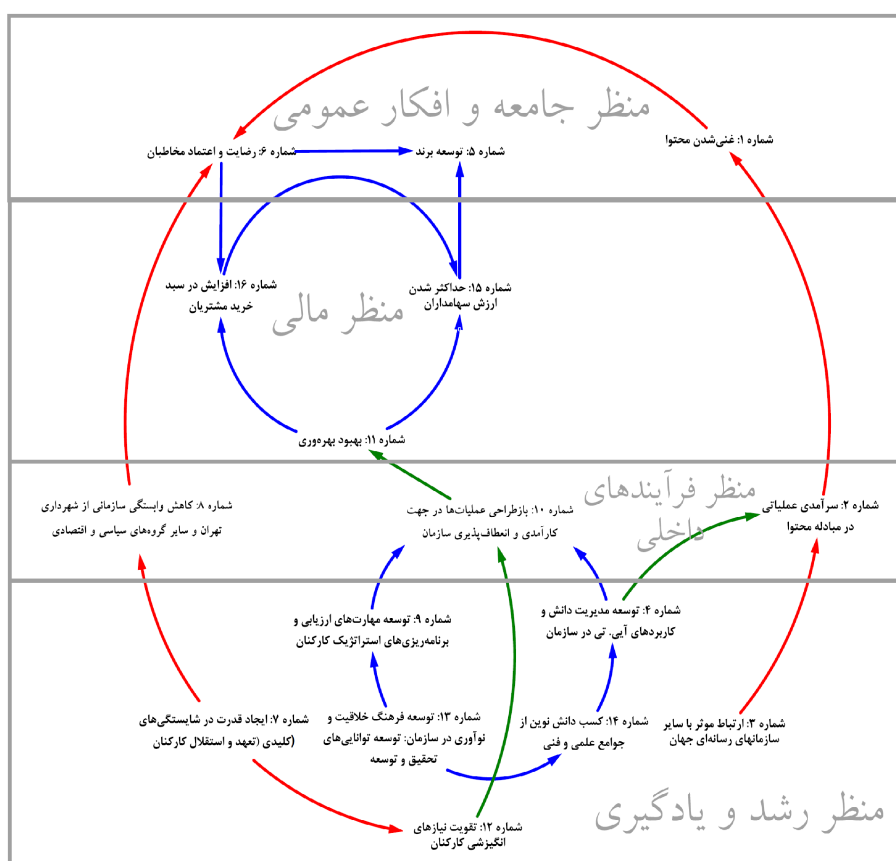 منظر جامعه و افکار عمومی
شماره ۱: غنی‌شدن محتوا
شماره ۵: توسعه برند
شماره ۶: رضایت و اعتماد مخاطبان
منظر مالی
شماره ۱۵: حداکثر شدن
ارزش سهامداران
شماره ۱۶: افزایش در سبد
خرید مشتریان
شماره ۱۱: بهبود بهره‌وری
منظر فرآیندهای
داخلی
شماره ۲: سرآمدی عملیاتی
در مبادله محتوا
شماره ۱۰: بازطراحی عملیات‌ها در جهت
کارآمدی و انعطاف‌پذیری سازمان
شماره ۸: کاهش وابستگی سازمانی از شهرداری
تهران و سایر گروه‌های سیاسی و اقتصادی
شماره ۴: توسعه مدیریت دانش و
کاربردهای آیی. تی در سازمان
شماره ۹: توسعه مهارت‌های ارزیابی و
برنامه‌ریزی‌های استراتژیک کارکنان
شماره ۳: ارتباط موثر با سایر
سازمانهای رسانه‌ای جهان
شماره ۱۴: کسب دانش نوین از
جوامع علمی و فنی
شماره ۱۳: توسعه فرهنگ خلاقیت و
نوآوری در سازمان: توسعه توانایی‌های
تحقیق و توسعه
شماره ۷: ایجاد قدرت در شایستگی‌های
کلیدی (تعهد و استقلال کارکنان)
منظر رشد و یادگیری
شماره ۱۲: تقویت نیازهای
انگیزشی کارکنان